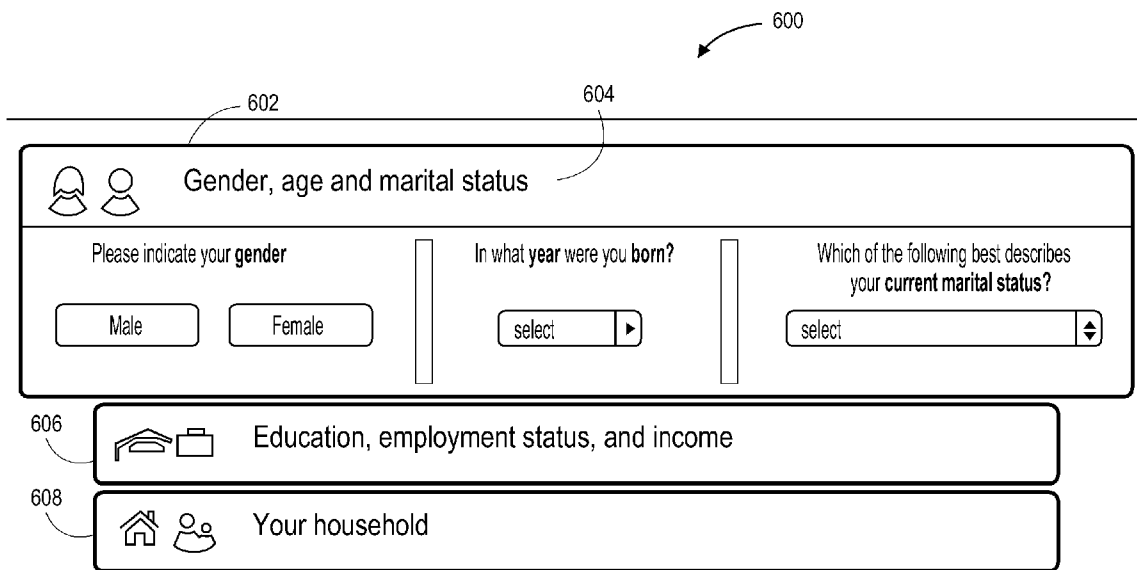 600
602
604
Gender, age and marital status
Please indicate your gender
In what year were you born?
Which of the following best describes
your current marital status?
Male
Female
select
select
606
Education, employment status, and income
608
Your household